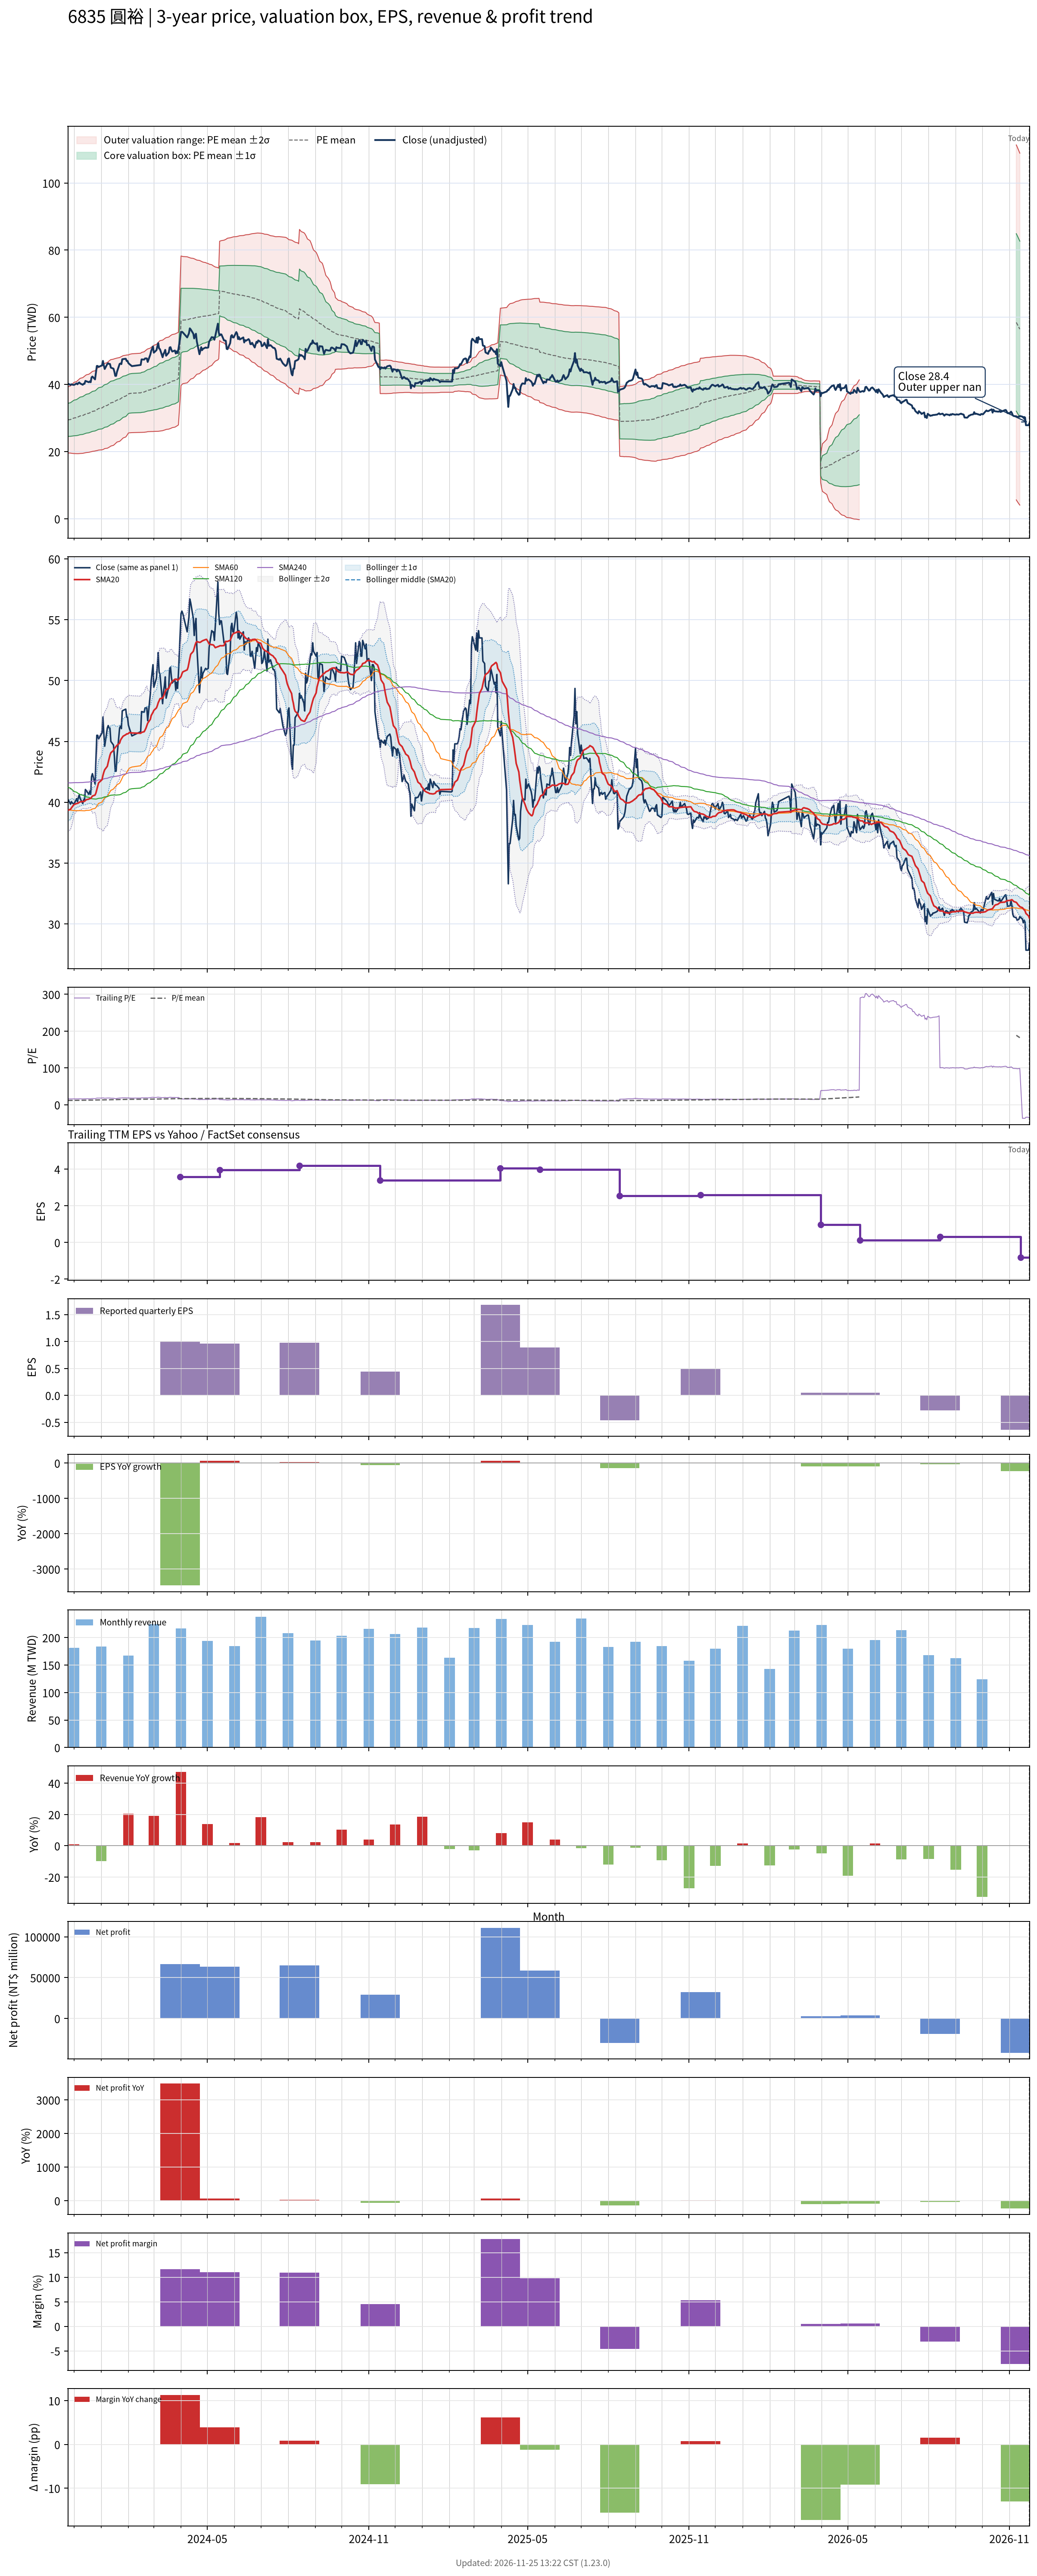 6835 圓裕 | 3-year price, valuation box, EPS, revenue & profit trend
Outer valuation range: PE mean ±2σ
PE mean
Close (unadjusted)
Core valuation box: PE mean ±1σ
Today
Price (TWD)
100
80
60
40
20
0
Close 28.4
Outer upper nan
Close (same as panel 1)
SMA20
SMA60
SMA120
SMA240
Bollinger ±2σ
Bollinger ±1σ
Bollinger middle (SMA20)
Price
60
55
50
45
40
35
30
Trailing P/E
P/E mean
P/E
300
200
100
0
Trailing TTM EPS vs Yahoo / FactSet consensus
Today
EPS
4
2
0
-2
Reported quarterly EPS
EPS
1.5
1.0
0.5
0.0
-0.5
EPS YoY growth
YoY (%)
0
-1000
-2000
-3000
Monthly revenue
Revenue (M TWD)
200
150
100
50
0
Revenue YoY growth
YoY (%)
40
20
0
-20
Month
Net profit
Net profit (NT$ million)
100000
50000
0
Net profit YoY
YoY (%)
3000
2000
1000
0
Net profit margin
Margin (%)
15
10
5
0
-5
Margin YoY change
Δ margin (pp)
10
0
-10
2024-05
2024-11
2025-05
2025-11
2026-05
2026-11
Updated: 2026-11-25 13:22 CST (1.23.0)